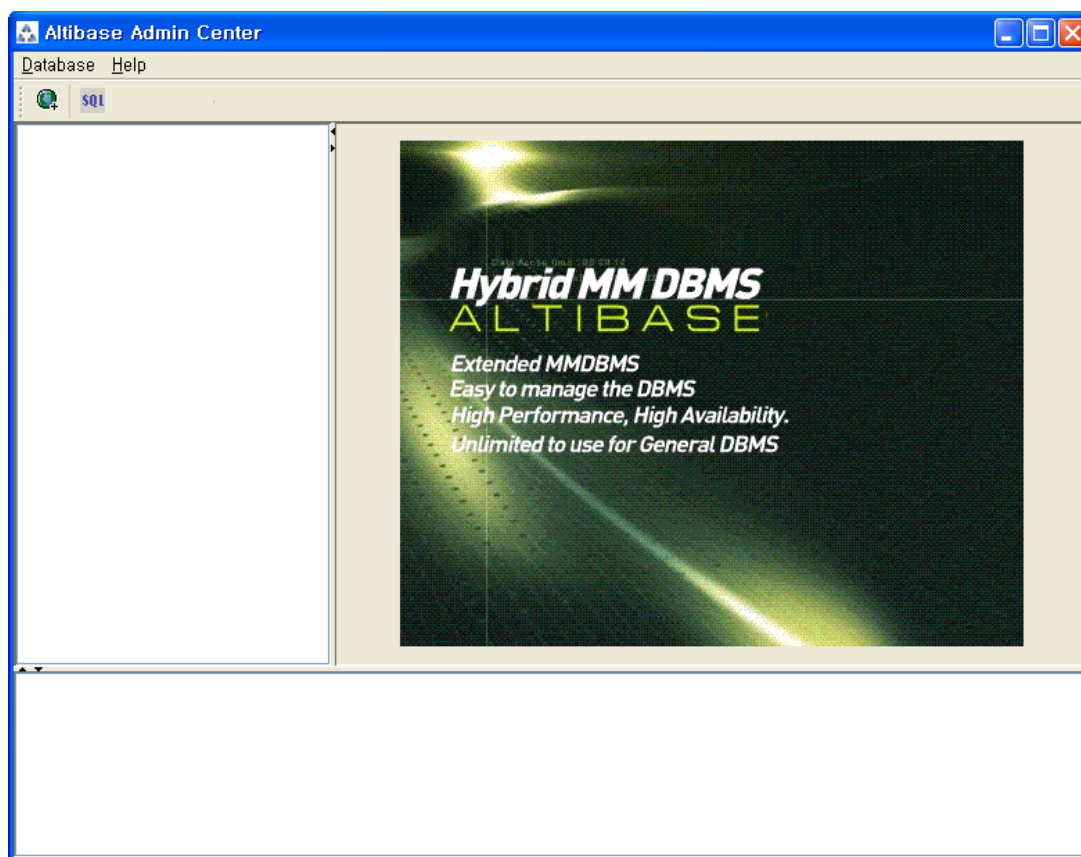 Altibase Admin Center
Database Help
SQL
Hybrid MM DBMS
ALTIBASE
Extended MMDBMS
Easy to manage the DBMS
High Performance, High Availability.
Unlimited to use for General DBMS